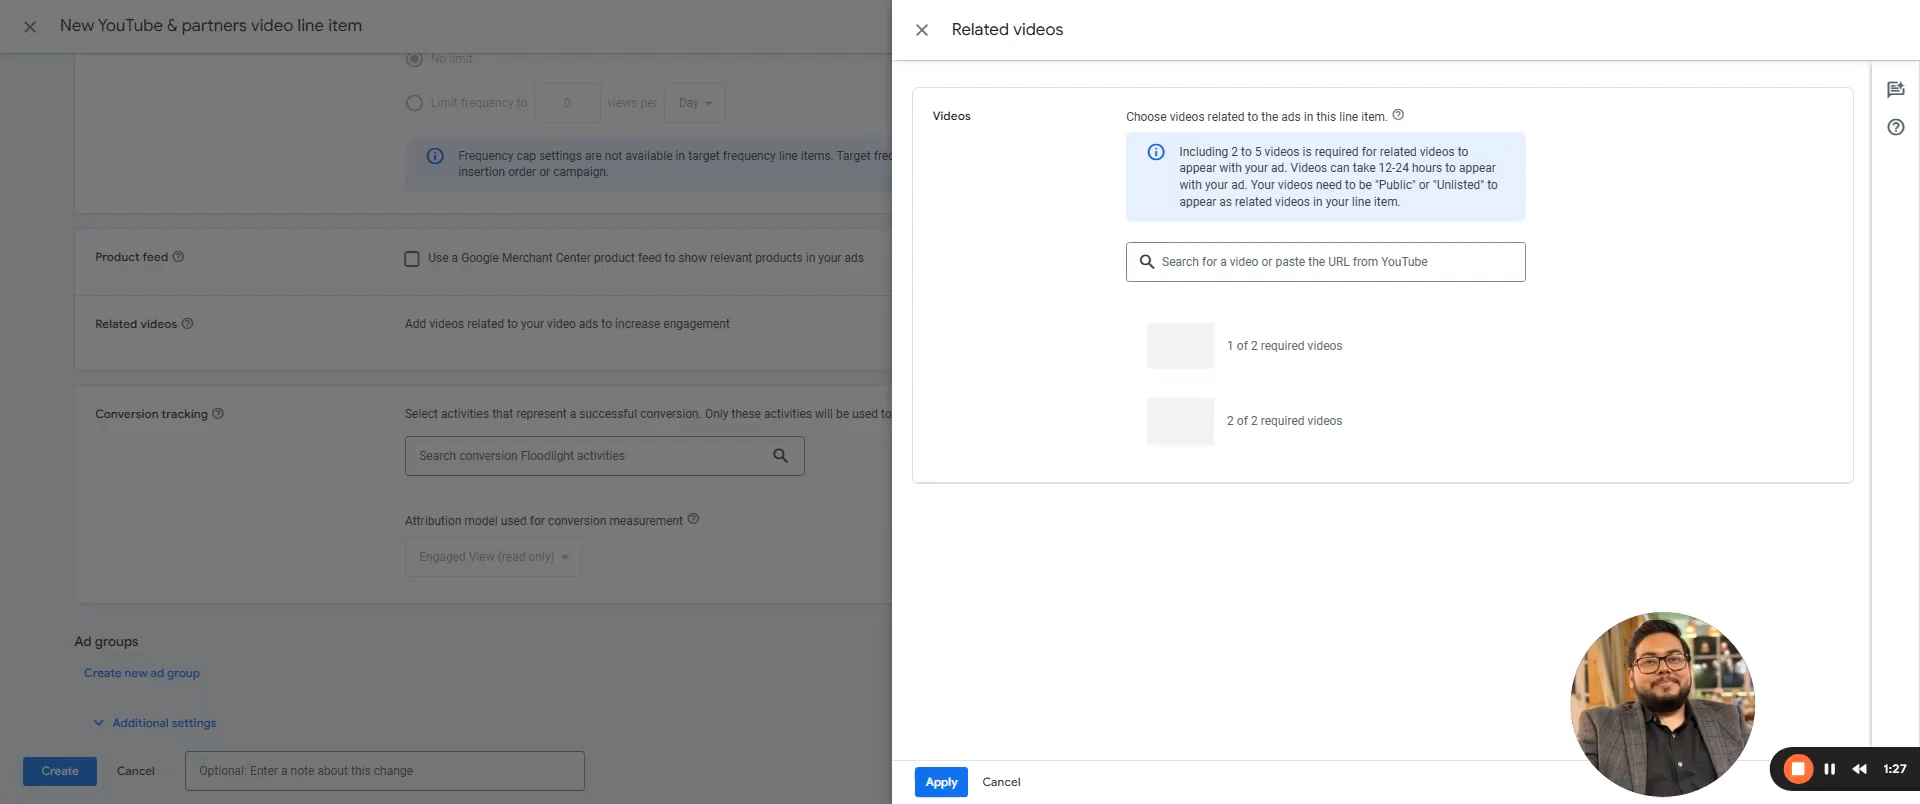 New YouTube & partners video line item
No limit
Limit frequency to
0
views per
Day
Frequency cap settings are not available in target frequency line items. Target fre
insertion order or campaign.
Product feed
Use a Google Merchant Center product feed to show relevant products in your ads
Related videos
Add videos related to your video ads to increase engagement
Conversion tracking
Select activities that represent a successful conversion. Only these activities will be used to
Search conversion Floodlight activities
Attribution model used for conversion measurement
Engaged View (read only)
Ad groups
Create new ad group
Additional settings
Create
Cancel
Optional: Enter a note about this change
Related videos
Videos
Choose videos related to the ads in this line item.
Including 2 to 5 videos is required for related videos to
appear with your ad. Videos can take 12-24 hours to appear
with your ad. Your videos need to be "Public" or "Unlisted" to
appear as related videos in your line item.
Search for a video or paste the URL from YouTube
1 of 2 required videos
2 of 2 required videos
Apply
Cancel
1:27